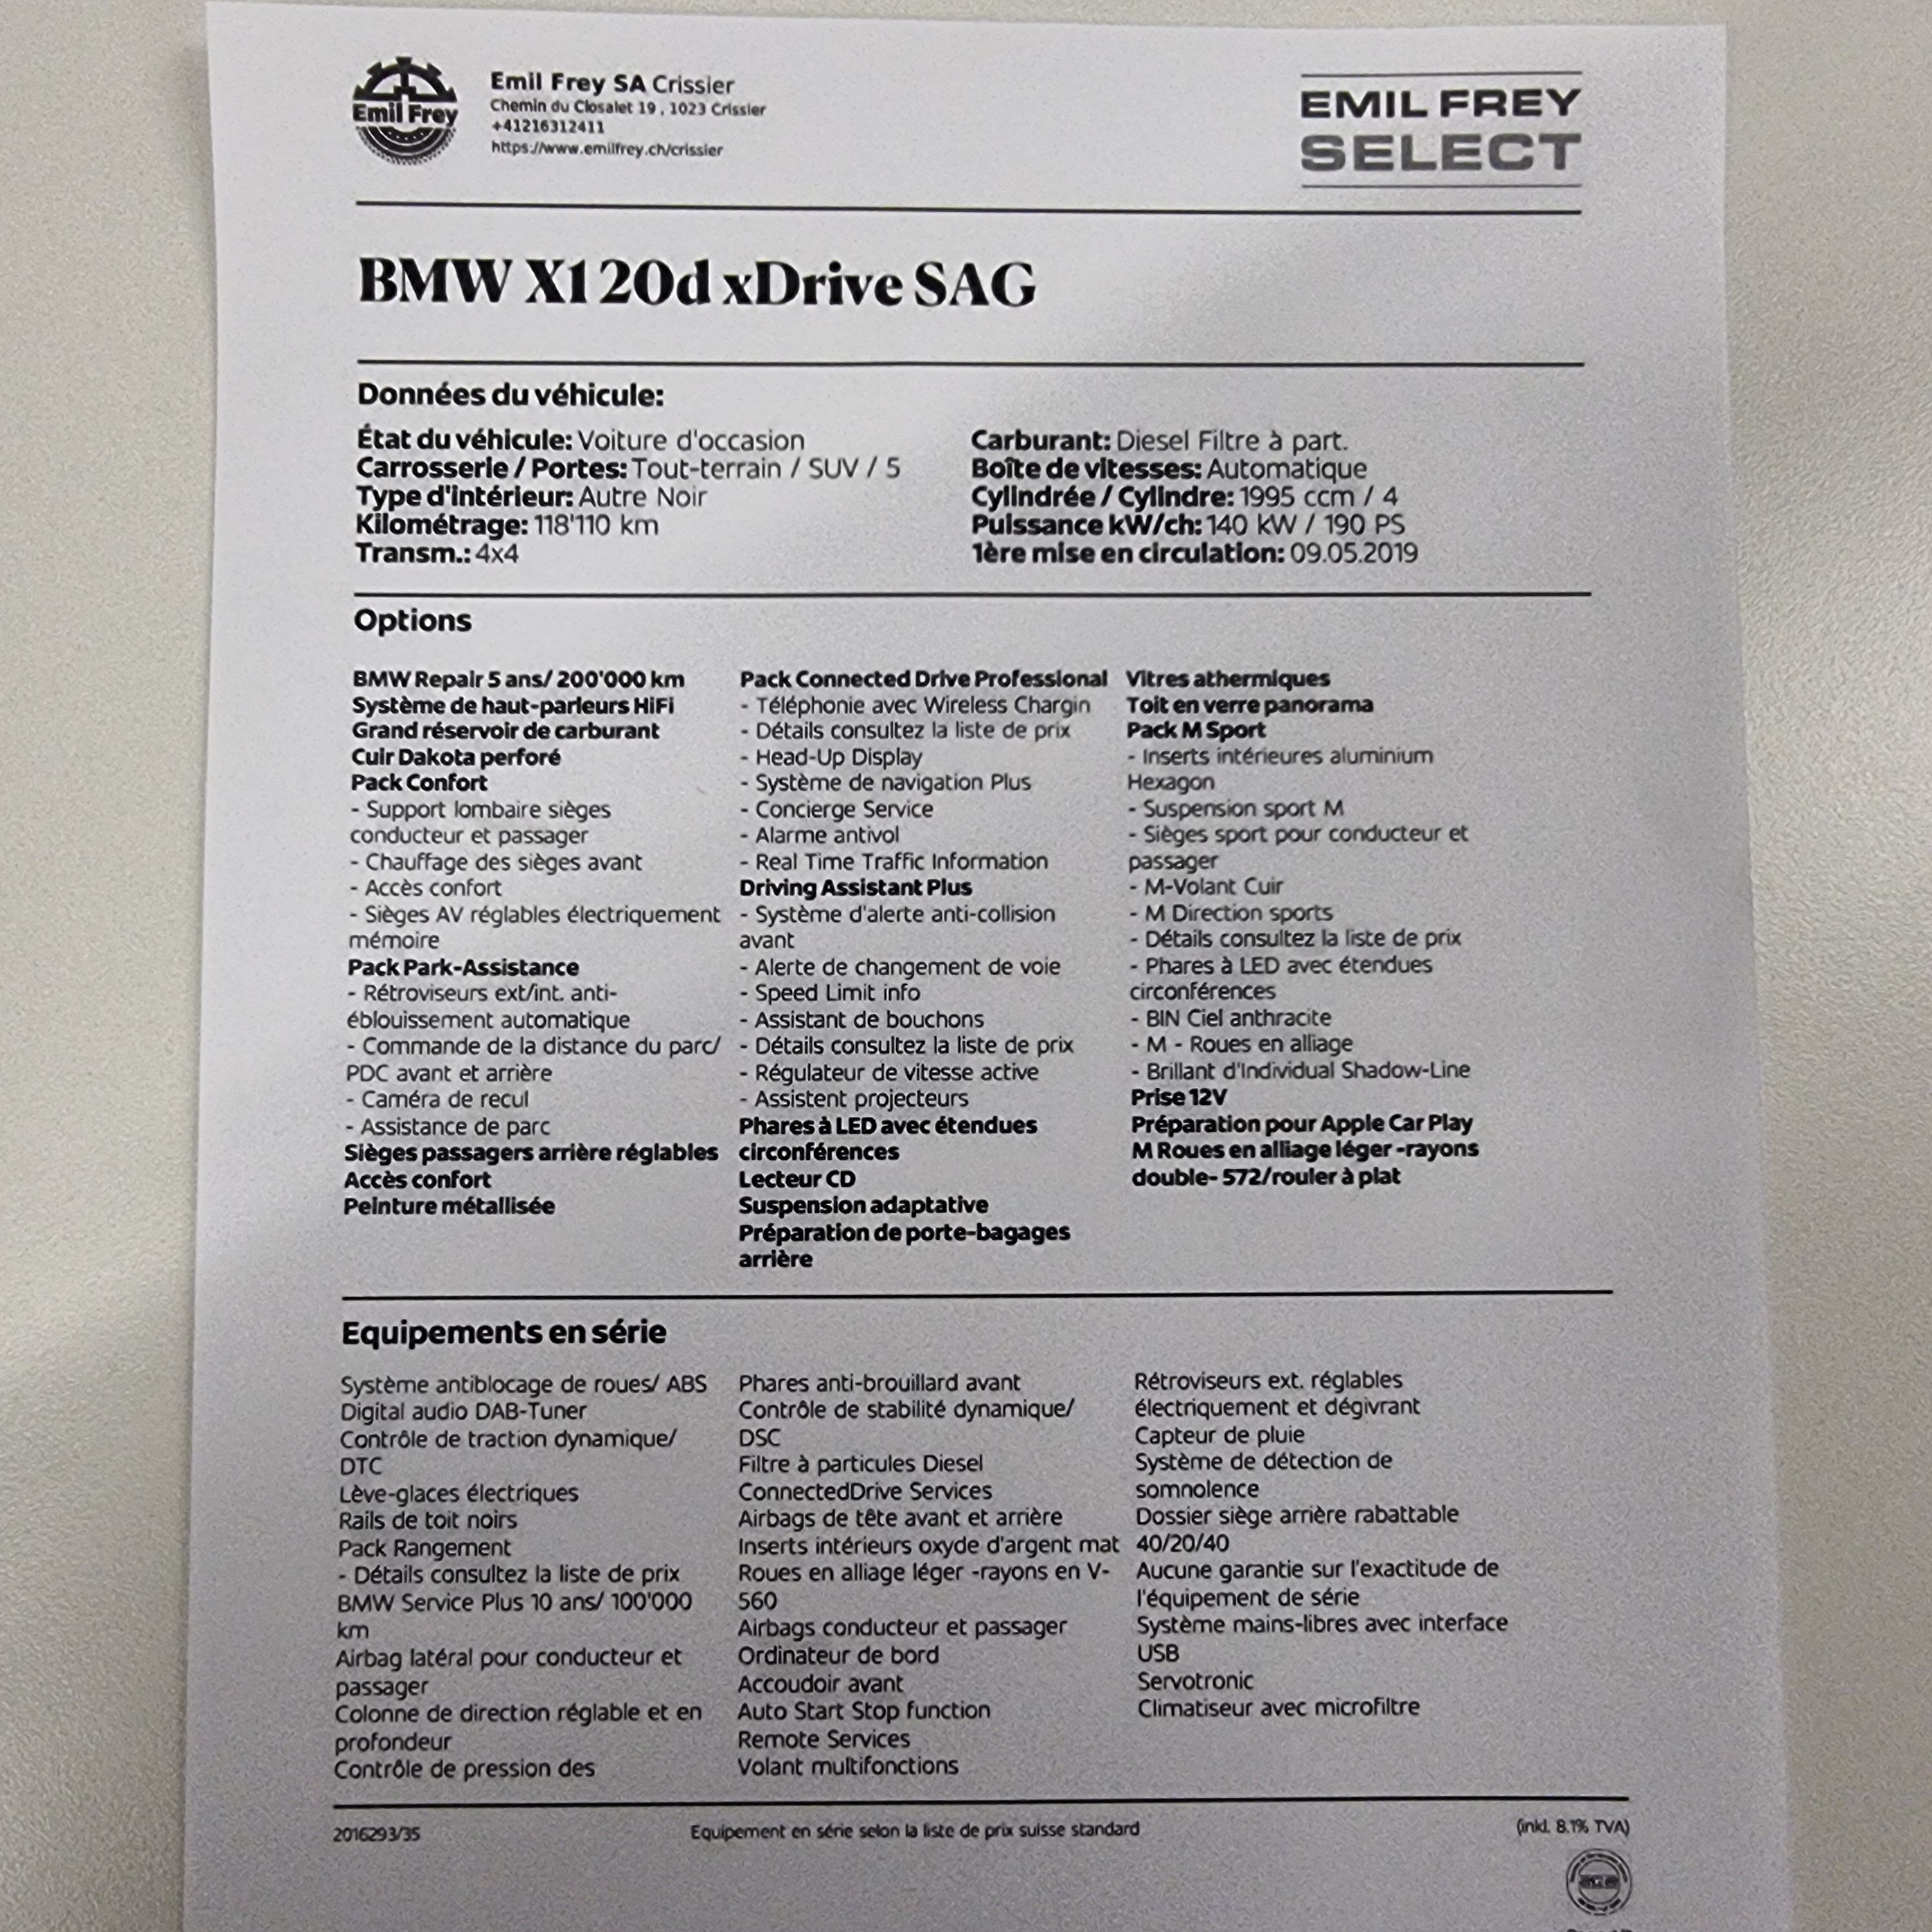 Emil Frey
Emil Frey SA Crissier
Chemin du Closalet 19 , 1023 Crissier
+41216312411
https://www.emilfrey.ch/crissier
EMIL FREY
SELECT
BMW X1 20d xDrive SAG
Données du véhicule:
État du véhicule: Voiture d'occasion
Carrosserie / Portes: Tout-terrain / SUV / 5
Type d'intérieur: Autre Noir
Kilométrage: 118'110 km
Transm.: 4x4
Carburant: Diesel Filtre à part.
Boîte de vitesses: Automatique
Cylindrée / Cylindre: 1995 ccm / 4
Puissance kW/ch: 140 kW / 190 PS
1ère mise en circulation: 09.05.2019
Options
BMW Repair 5 ans/ 200'000 km
Système de haut-parleurs HiFi
Grand réservoir de carburant
Cuir Dakota perforé
Pack Confort
- Support lombaire sièges
conducteur et passager
- Chauffage des sièges avant
- Accès confort
- Sièges AV réglables électriquement
mémoire
Pack Park-Assistance
- Rétroviseurs ext/int. anti-
éblouissement automatique
- Commande de la distance du parc/
PDC avant et arrière
- Caméra de recul
- Assistance de parc
Sièges passagers arrière réglables
Accès confort
Peinture métallisée
Pack Connected Drive Professional
- Téléphonie avec Wireless Chargin
- Détails consultez la liste de prix
- Head-Up Display
- Système de navigation Plus
- Concierge Service
- Alarme antivol
- Real Time Traffic Information
Driving Assistant Plus
- Système d'alerte anti-collision
avant
- Alerte de changement de voie
- Speed Limit info
- Assistant de bouchons
- Détails consultez la liste de prix
- Régulateur de vitesse active
- Assistent projecteurs
Phares à LED avec étendues
circonférences
Lecteur CD
Suspension adaptative
Préparation de porte-bagages
arrière
Vitres athermiques
Toit en verre panorama
Pack M Sport
- Inserts intérieures aluminium
Hexagon
- Suspension sport M
- Sièges sport pour conducteur et
passager
- M-Volant Cuir
- M Direction sports
- Détails consultez la liste de prix
- Phares à LED avec étendues
circonférences
- BIN Ciel anthracite
- M - Roues en alliage
- Brillant d'Individual Shadow-Line
Prise 12V
Préparation pour Apple Car Play
M Roues en alliage léger -rayons
double- 572/rouler à plat
Equipements en série
Système antiblocage de roues/ ABS
Digital audio DAB-Tuner
Contrôle de traction dynamique/
DTC
Lève-glaces électriques
Rails de toit noirs
Pack Rangement
- Détails consultez la liste de prix
BMW Service Plus 10 ans/ 100'000
km
Airbag latéral pour conducteur et
passager
Colonne de direction réglable et en
profondeur
Contrôle de pression des
Phares anti-brouillard avant
Contrôle de stabilité dynamique/
DSC
Filtre à particules Diesel
ConnectedDrive Services
Airbags de tête avant et arrière
Inserts intérieurs oxyde d'argent mat
Roues en alliage léger -rayons en V-
560
Airbags conducteur et passager
Ordinateur de bord
Accoudoir avant
Auto Start Stop function
Remote Services
Volant multifonctions
Rétroviseurs ext. réglables
électriquement et dégivrant
Capteur de pluie
Système de détection de
somnolence
Dossier siège arrière rabattable
40/20/40
Aucune garantie sur l'exactitude de
l'équipement de série
Système mains-libres avec interface
USB
Servotronic
Climatiseur avec microfiltre
2016293/35
Equipement en série selon la liste de prix suisse standard
(inkl. 8.1% TVA)